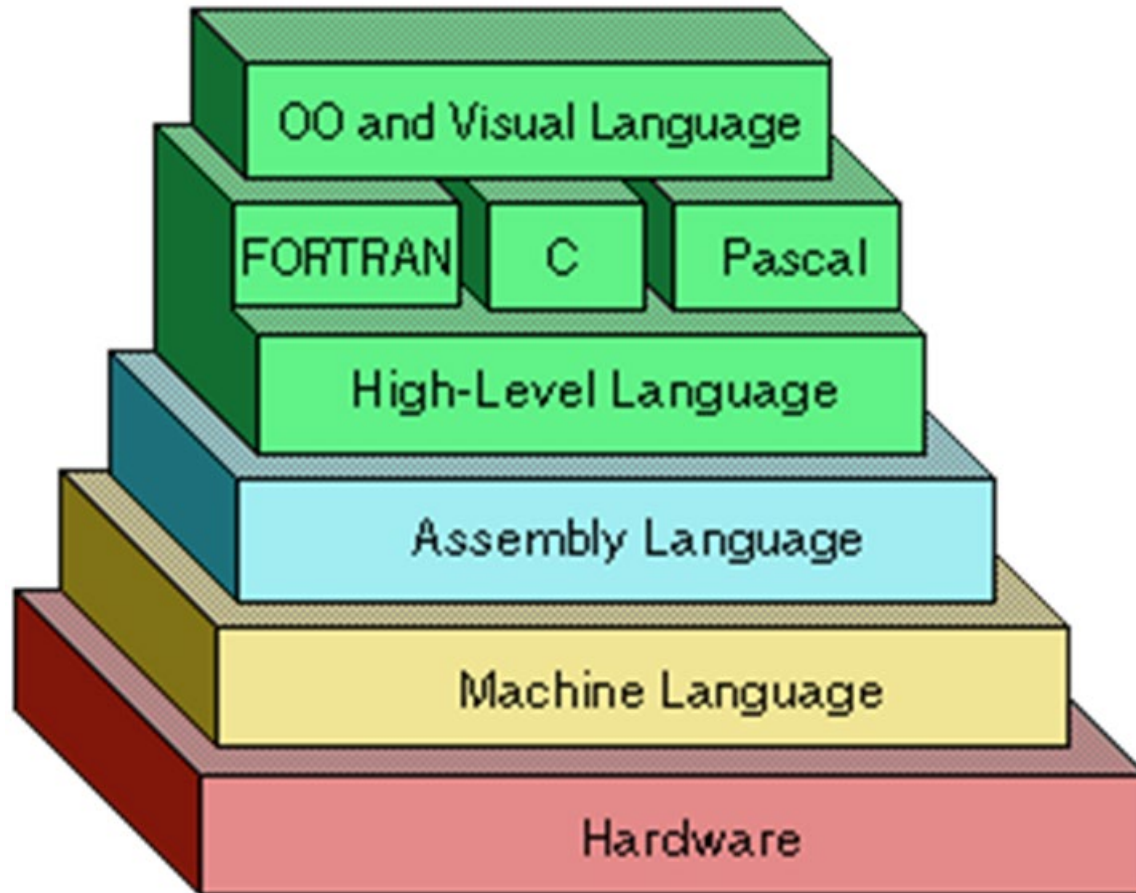 OO and Visual Language
FORTRAN C Pascal
High-Level Language
Assembly Language
Machine Language
Hardware